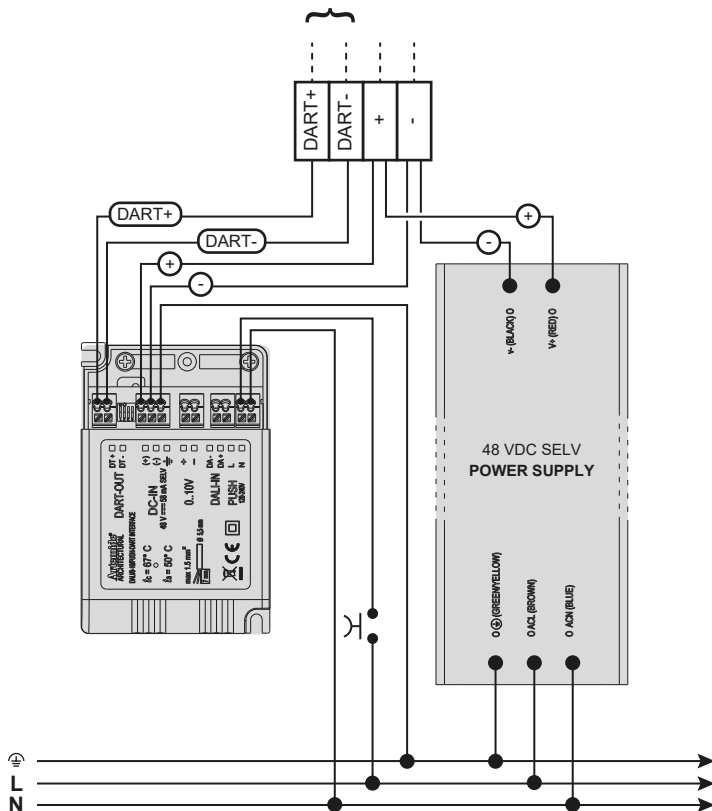 DART+
DART-
+
-
DART+
DART-
+
-
+
-
v- (BLACK) O
V+ (RED) O
48 VDC SELV
POWER SUPPLY
O (GREEN/YELLOW)
O ACL (BROWN)
O ACN (BLUE)
DT +
DT -
(+)
(-)
+
–
DA -
DA +
L
N
DART-OUT
DC-IN
48 V 50 mA SELV
0..10V
DALI-IN
PUSH
Artemide
ARCHITECTURAL
tc = 67° C
ta = 50° C
max 1.5 mm²
CE
L
N